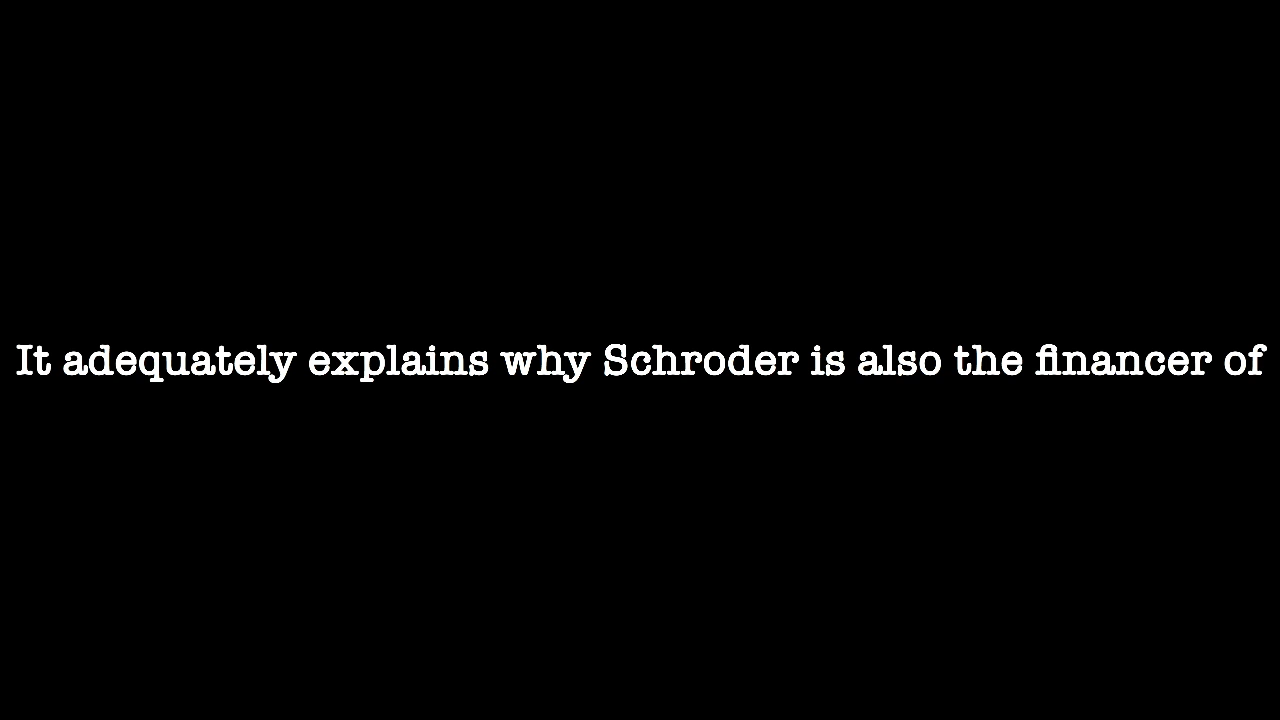 It adequately explains why Schroder is also the financer of